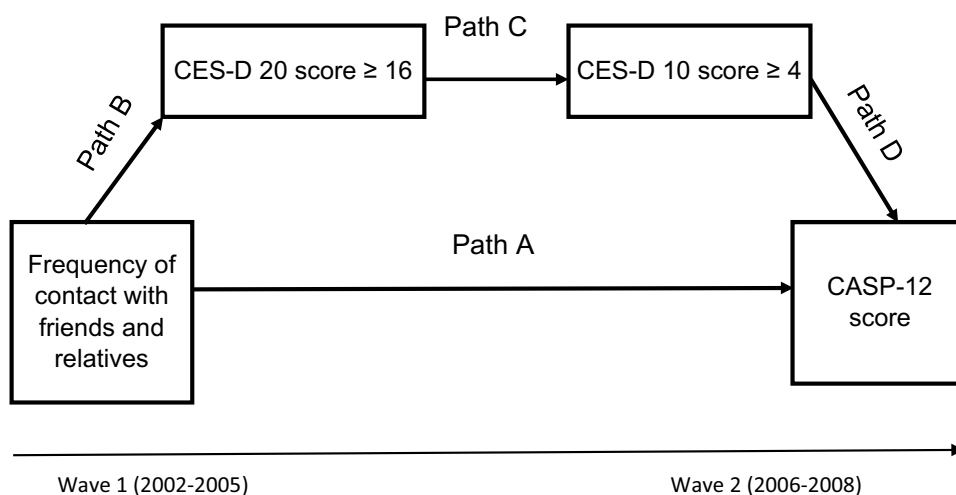 Path C
CES-D 20 score ≥ 16
CES-D 10 score ≥ 4
Path B
Path D
Frequency of
contact with
friends and
relatives
Path A
CASP-12
score
Wave 1 (2002-2005)
Wave 2 (2006-2008)